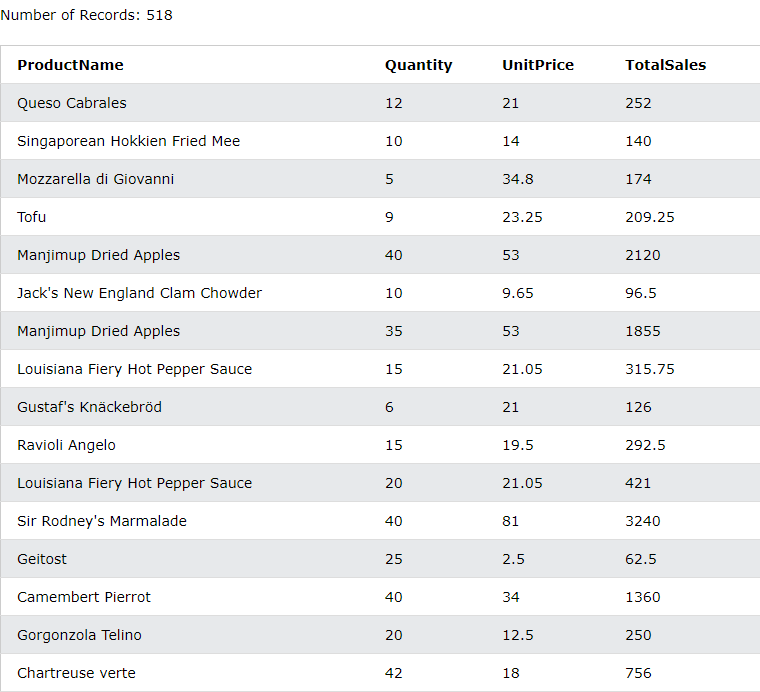 Number of Records: 518
ProductName Quantity UnitPrice TotalSales
Queso Cabrales 12 21 252
Singaporean Hokkien Fried Mee 10 14 140
Mozzarella di Giovanni 5 34.8 174
Tofu 9 23.25 209.25
Manjimup Dried Apples 40 53 2120
Jack's New England Clam Chowder 10 9.65 96.5
Manjimup Dried Apples 35 53 1855
Louisiana Fiery Hot Pepper Sauce 15 21.05 315.75
Gustaf's Knäckebröd 6 21 126
Ravioli Angelo 15 19.5 292.5
Louisiana Fiery Hot Pepper Sauce 20 21.05 421
Sir Rodney's Marmalade 40 81 3240
Geitost 25 2.5 62.5
Camembert Pierrot 40 34 1360
Gorgonzola Telino 20 12.5 250
Chartreuse verte 42 18 756